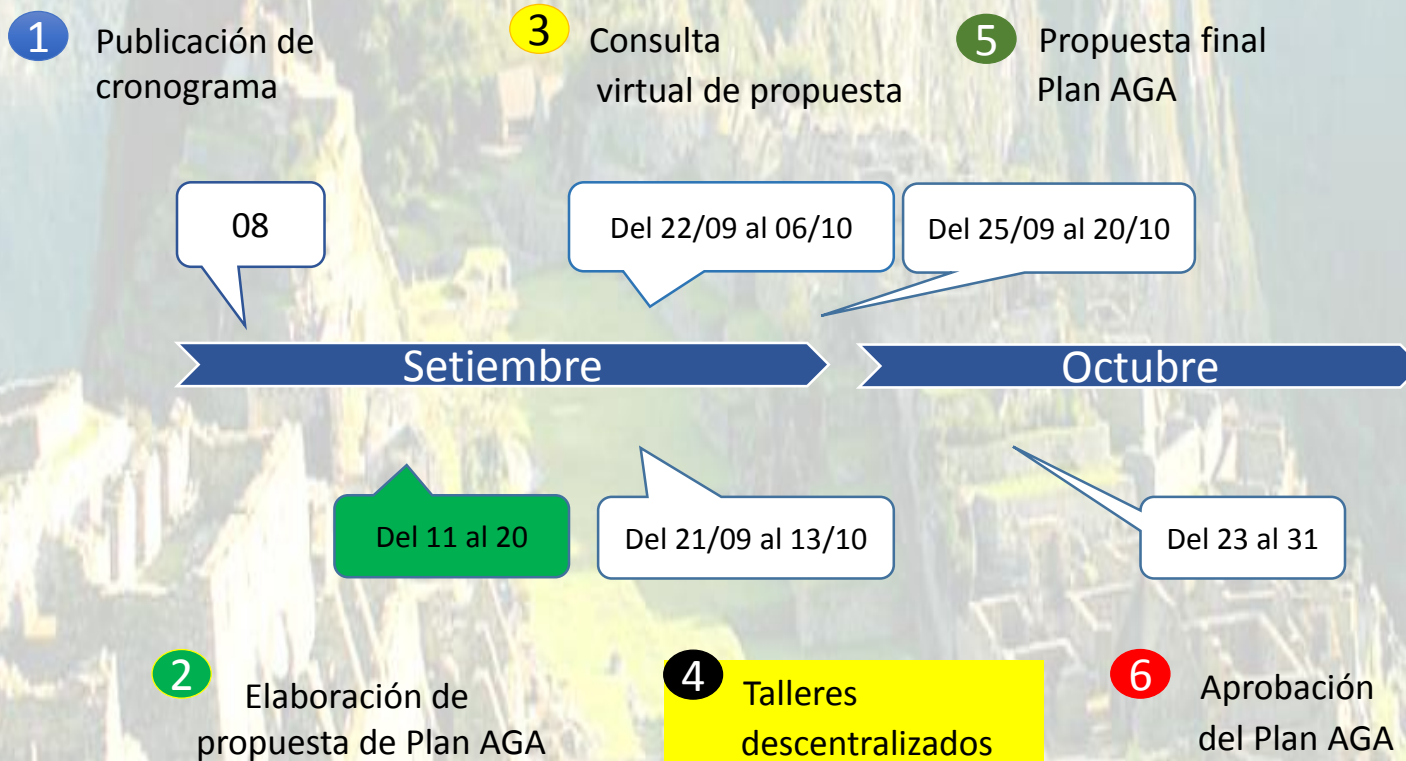 1
Publicación de
cronograma
3
Consulta
virtual de propuesta
5
Propuesta final
Plan AGA
08
Del 22/09 al 06/10
Del 25/09 al 20/10
Setiembre
Octubre
Del 11 al 20
Del 21/09 al 13/10
Del 23 al 31
2
Elaboración de
propuesta de Plan AGA
4
Talleres
descentralizados
6
Aprobación
del Plan AGA